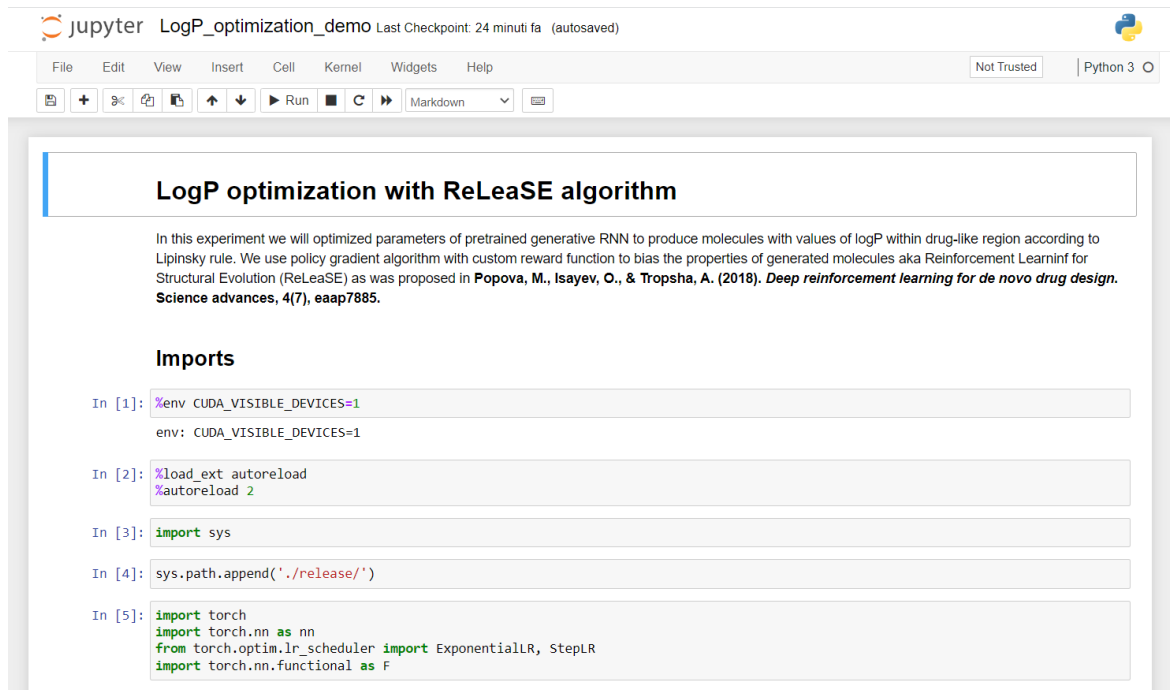 jupyter LogP_optimization_demo Last Checkpoint: 24 minuti fa (autosaved)
File Edit View Insert Cell Kernel Widgets Help Not Trusted Python 3
Run Markdown
LogP optimization with ReLeaSE algorithm
In this experiment we will optimized parameters of pretrained generative RNN to produce molecules with values of logP within drug-like region according to
Lipinsky rule. We use policy gradient algorithm with custom reward function to bias the properties of generated molecules aka Reinforcement Learninf for
Structural Evolution (ReLeaSE) as was proposed in Popova, M., Isayev, O., & Tropsha, A. (2018). Deep reinforcement learning for de novo drug design.
Science advances, 4(7), eaap7885.
Imports
In [1]: %env CUDA_VISIBLE_DEVICES=1
env: CUDA_VISIBLE_DEVICES=1
In [2]: %load_ext autoreload
%autoreload 2
In [3]: import sys
In [4]: sys.path.append('./release/')
In [5]: import torch
import torch.nn as nn
from torch.optim.lr_scheduler import ExponentialLR, StepLR
import torch.nn.functional as F